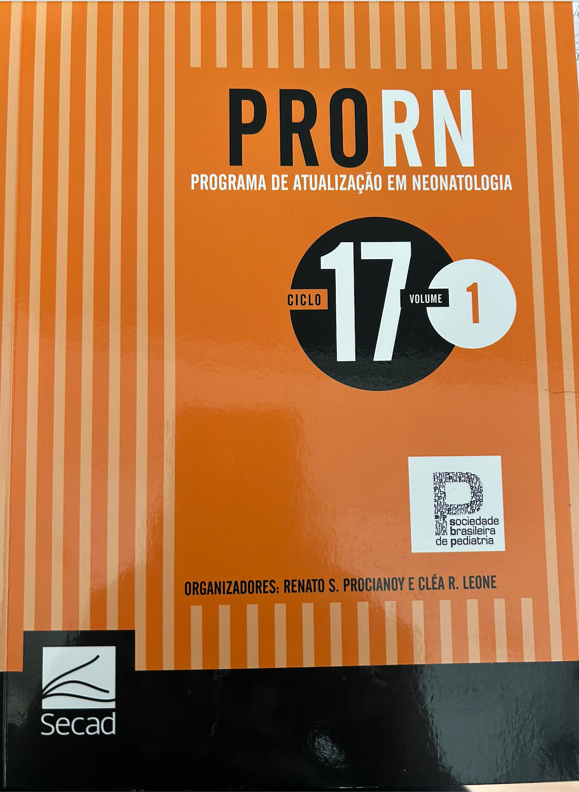 PRORN
PROGRAMA DE ATUALIZAÇÃO EM NEONATOLOGIA
CICLO 17 VOLUME 1
sociedade
brasileira
de pediatria
ORGANIZADORES: RENATO S. PROCIANOY E CLÉA R. LEONE
Secad